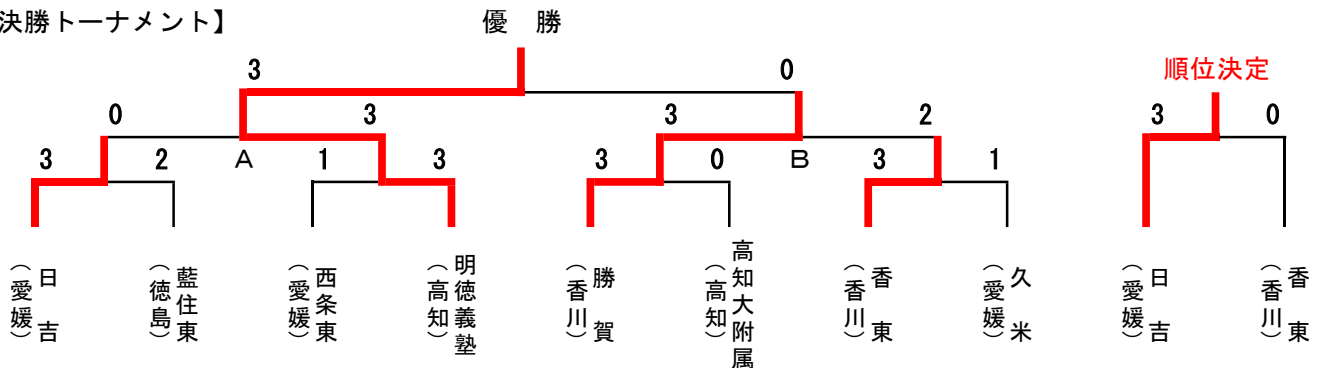 決勝トーナメント】
優 勝
順位決定
3
0
0
3
3
2
3
0
3
2
A
1
3
3
0
B
3
1
日吉
(愛媛)
藍住東
(徳島)
西条東
(愛媛)
明徳義塾
(高知)
勝賀
(香川)
高知大附属
(高知)
香東
(香川)
久米
(愛媛)
日吉
(愛媛)
香東
(香川)